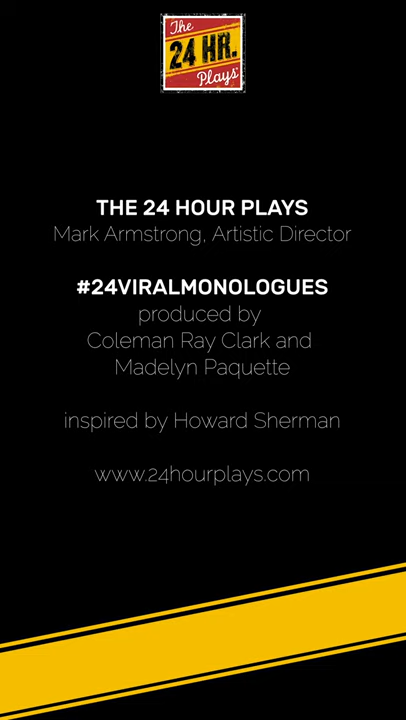 The
24 HR.
Plays
THE 24 HOUR PLAYS
Mark Armstrong, Artistic Director
#24VIRALMONOLOGUES
produced by
Coleman Ray Clark and
Madelyn Paquette
inspired by Howard Sherman
www.24hourplays.com